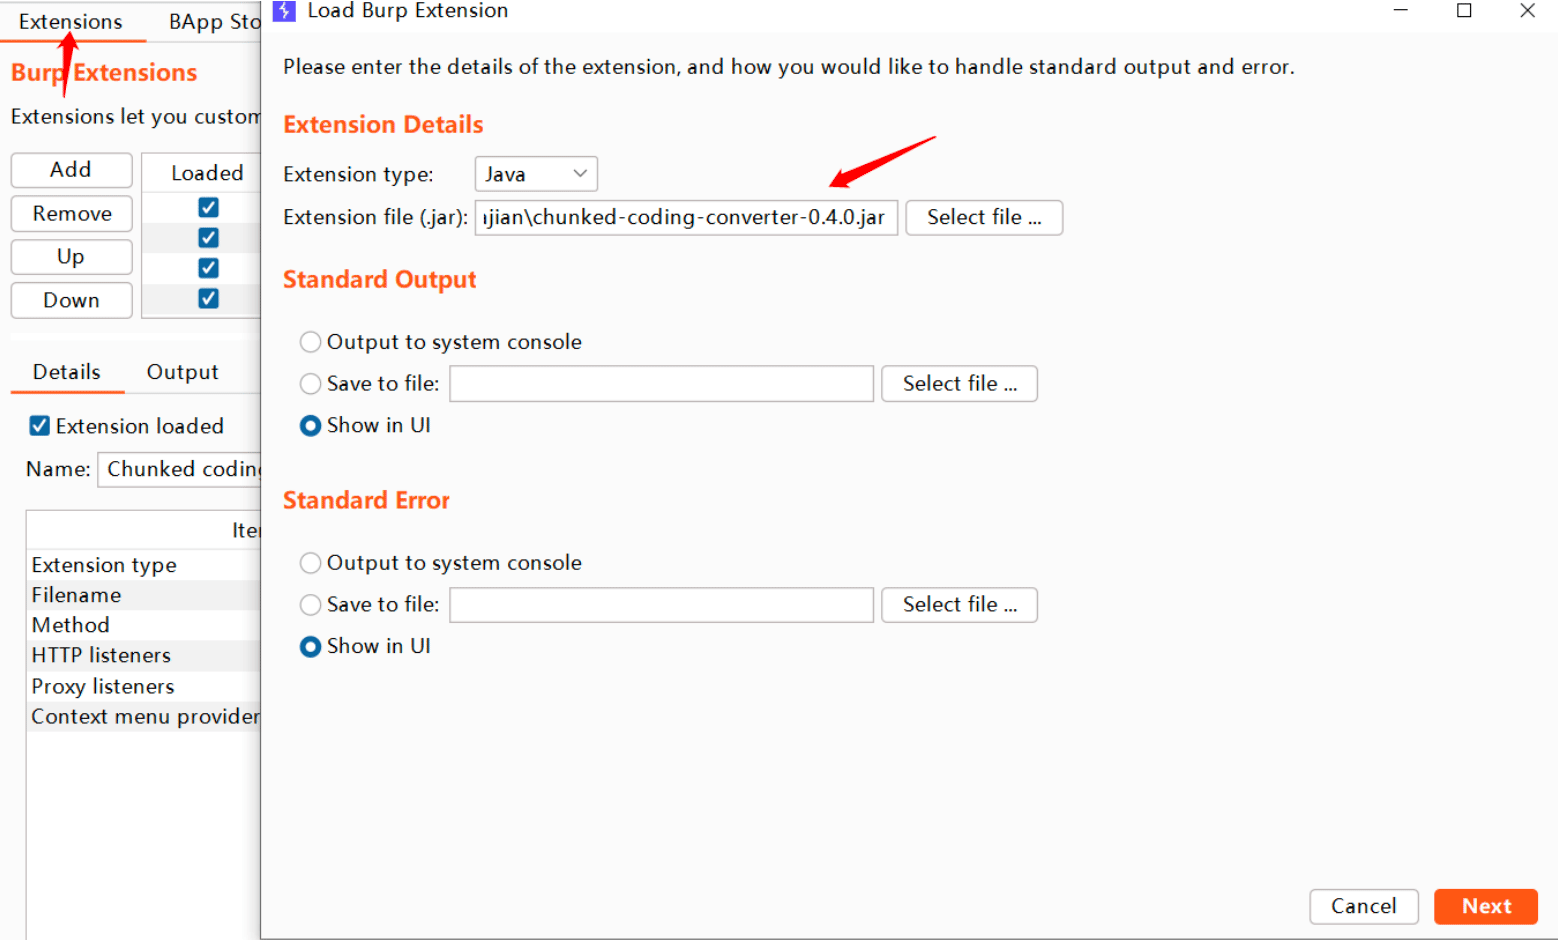 Extensions
BApp Sto
Burp Extensions
Extensions let you custom
Add
Remove
Up
Down
Loaded
Details
Output
Extension loaded
Name: Chunked coding
Ite
Extension type
Filename
Method
HTTP listeners
Proxy listeners
Context menu provider
Load Burp Extension
Please enter the details of the extension, and how you would like to handle standard output and error.
Extension Details
Extension type: Java
Extension file (.jar): ijian\chunked-coding-converter-0.4.0.jar Select file ...
Standard Output
Output to system console
Save to file: Select file ...
Show in UI
Standard Error
Output to system console
Save to file: Select file ...
Show in UI
Cancel
Next